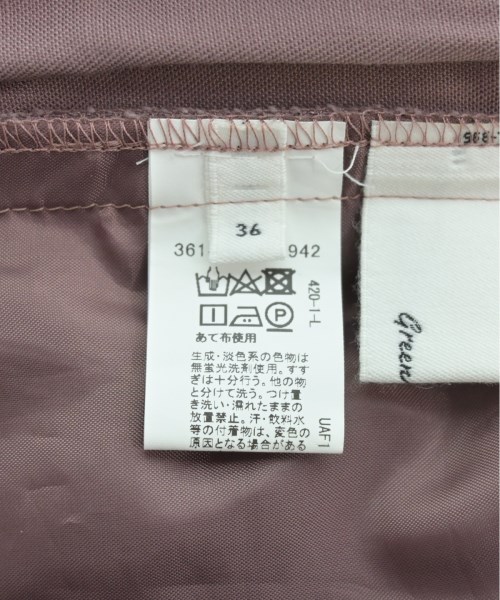 36
361
942
420-1-L
あて布使用
生成・淡色系の色物は
無蛍光洗剤使用。すす
ぎは十分行う。他の物
と分けて洗う。つけ置
き洗い・濡れたままの
放置禁止。汗・飲料水
等の付着物は、変色の
原因となる場合がある
UAF1
Green